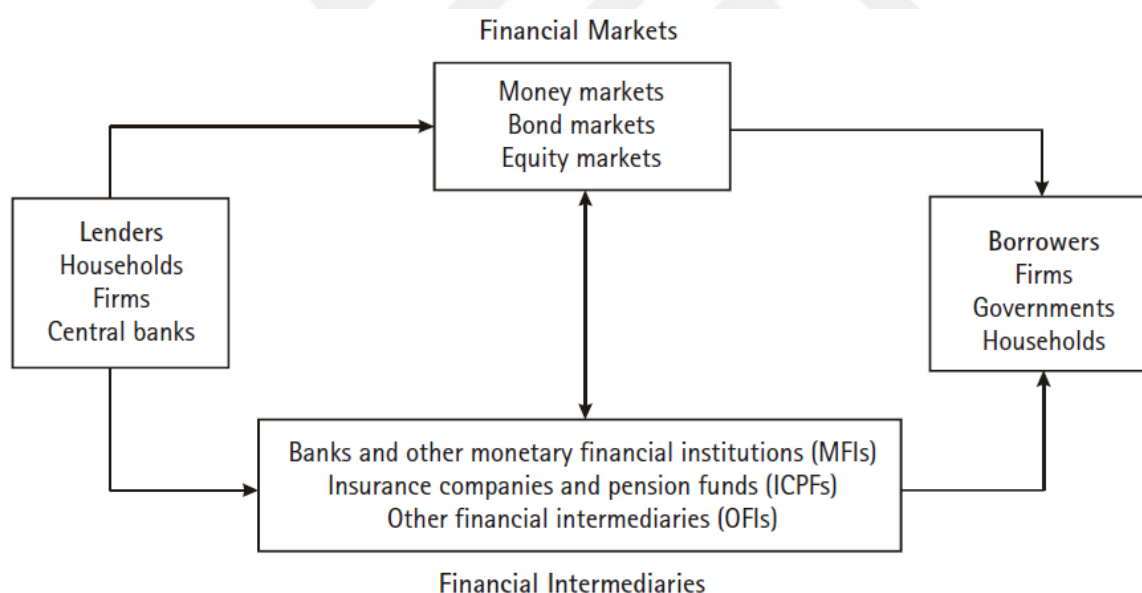 Financial Markets
Money markets
Bond markets
Equity markets
Lenders
Households
Firms
Central banks
Borrowers
Firms
Governments
Households
Banks and other monetary financial institutions (MFIs)
Insurance companies and pension funds (ICPFs)
Other financial intermediaries (OFIs)
Financial Intermediaries